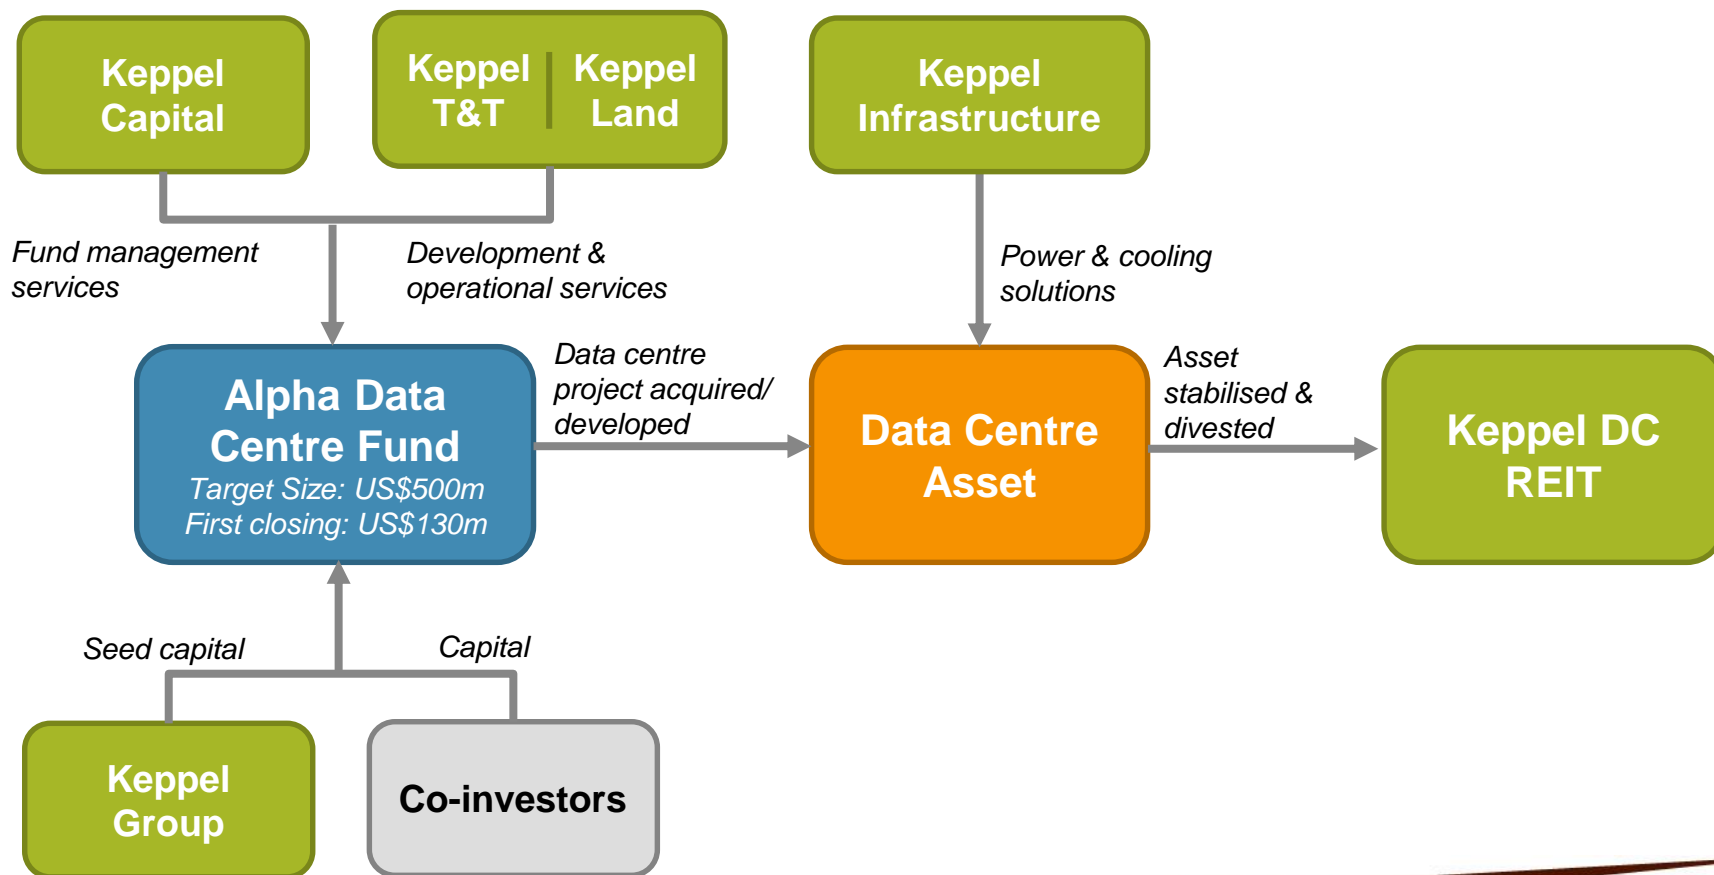 Keppel
Capital
Keppel
T&T
Keppel
Land
Keppel
Infrastructure
Fund management
services
Development &
operational services
Power & cooling
solutions
Alpha Data
Centre Fund
Target Size: US$500m
First closing: US$130m
Data centre
project acquired/
developed
Data Centre
Asset
Asset
stabilised &
divested
Keppel DC
REIT
Seed capital
Capital
Keppel
Group
Co-investors